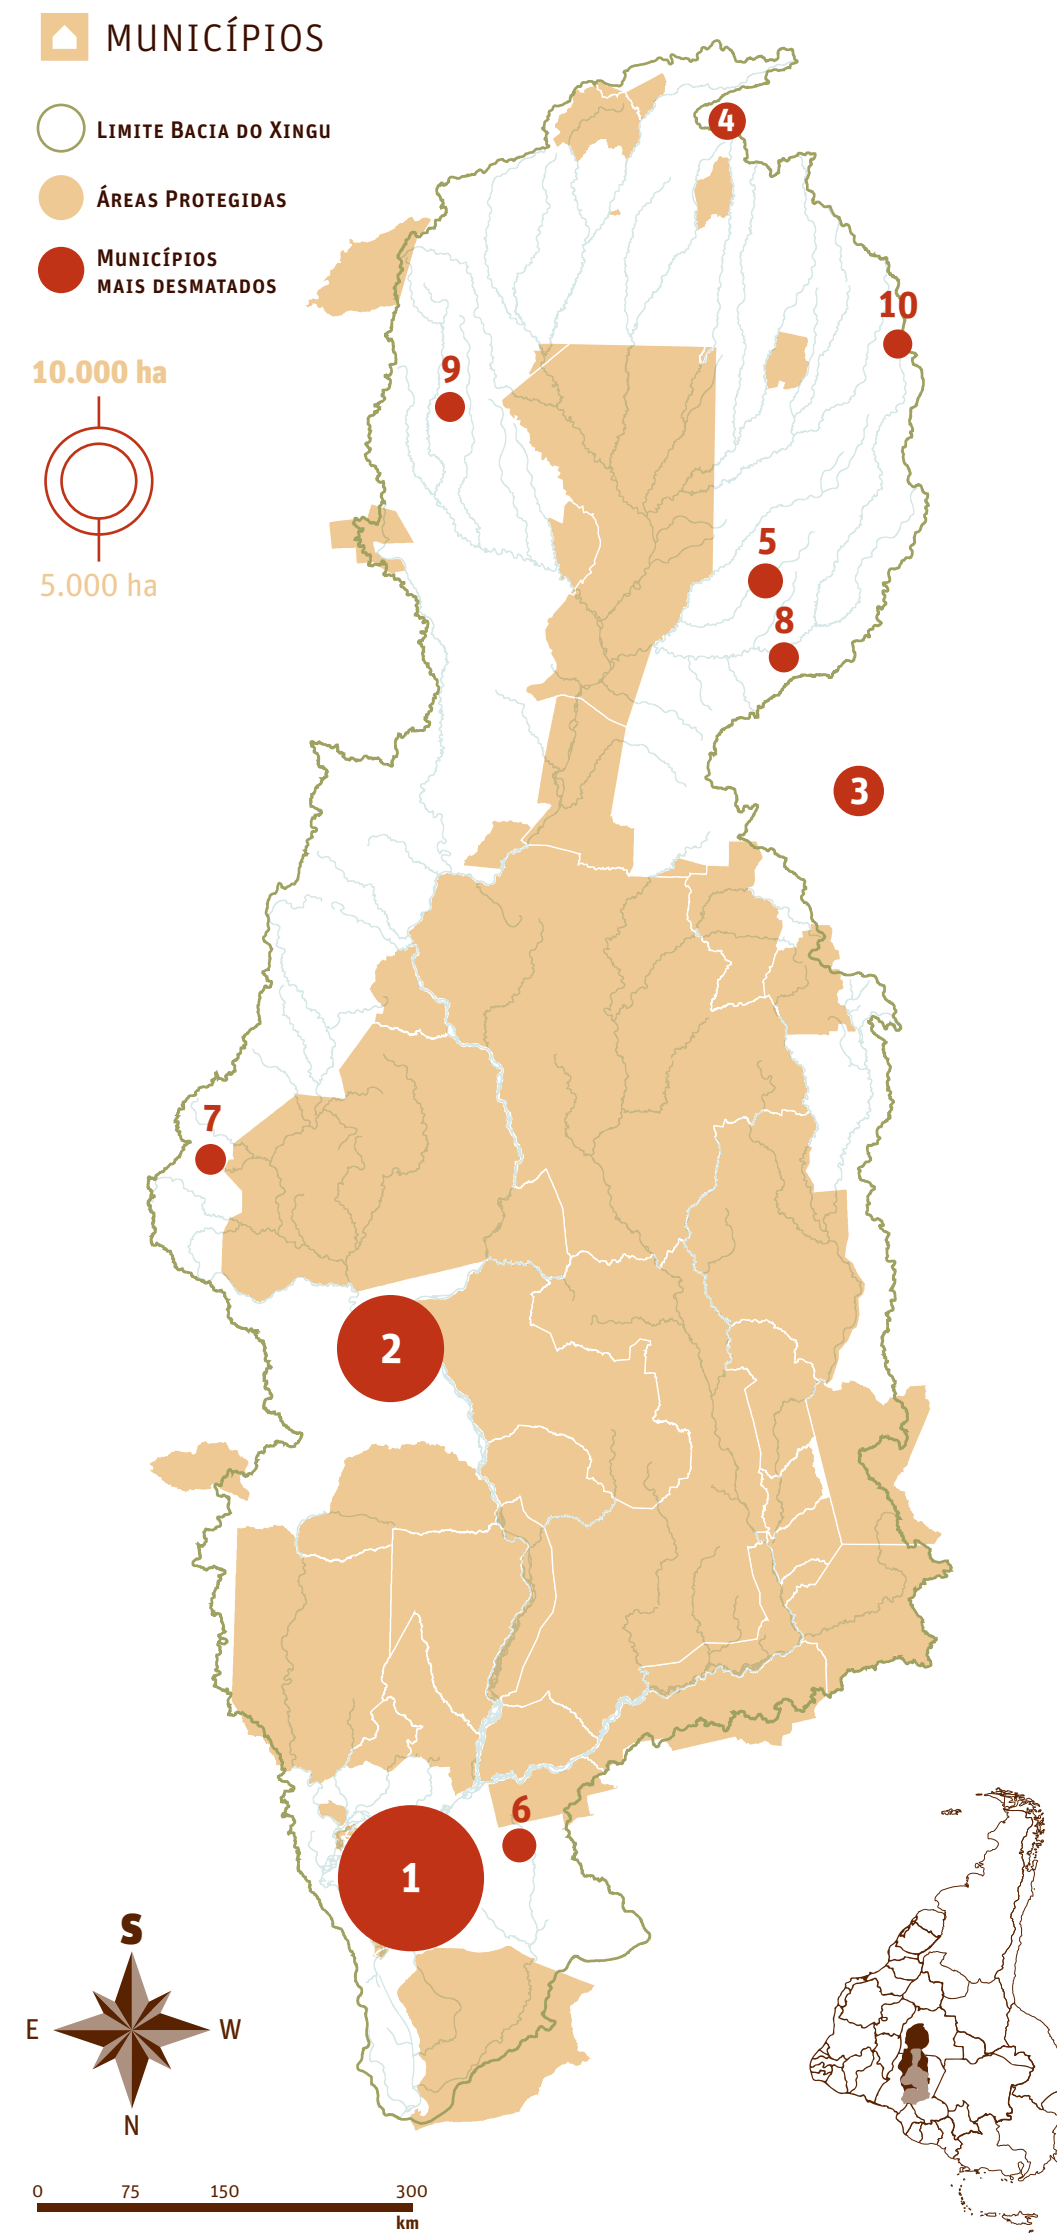 MUNICÍPIOS
LIMITE BACIA DO XINGU
ÁREAS PROTEGIDAS
MUNICÍPIOS
MAIS DESMATADOS
10.000 ha
5.000 ha
4
10
9
5
8
3
7
2
6
1
S
E
W
N
0 75 150 300
km